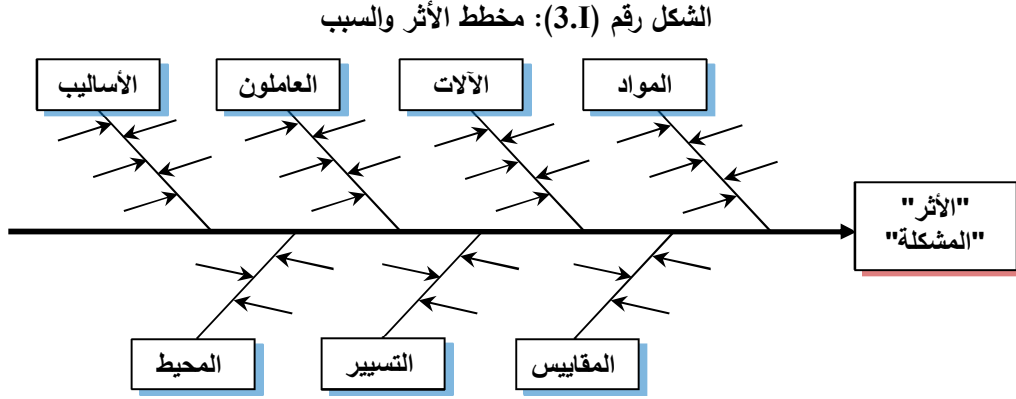 الشكل رقم (3.I): مخطط الأثر والسبب
المواد
الآلات
العاملون
الأساليب
"الأثر"
"المشكلة"
المقاييس
التسيير
المحيط